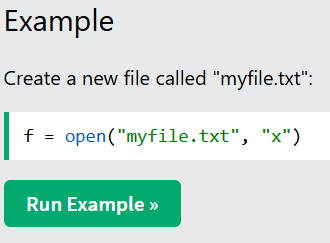 Example
Create a new file called "myfile.txt":
f = open("myfile.txt", "x")
Run Example »